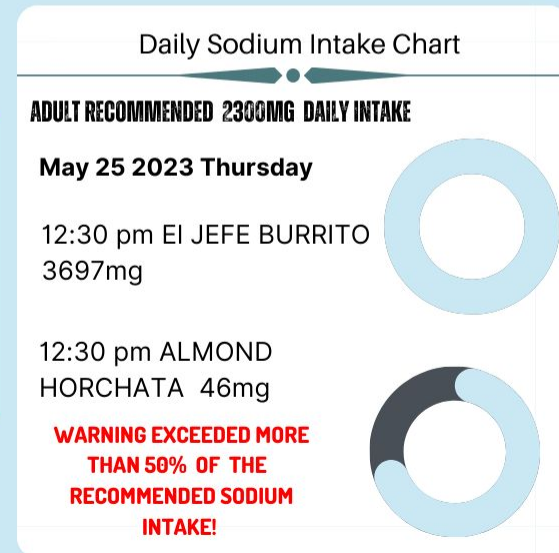 Daily Sodium Intake Chart
ADULT RECOMMENDED 2300MG DAILY INTAKE
May 25 2023 Thursday
12:30 pm El JEFE BURRITO
3697mg
12:30 pm ALMOND
HORCHATA 46mg
WARNING EXCEEDED MORE
THAN 50% OF THE
RECOMMENDED SODIUM
INTAKE!